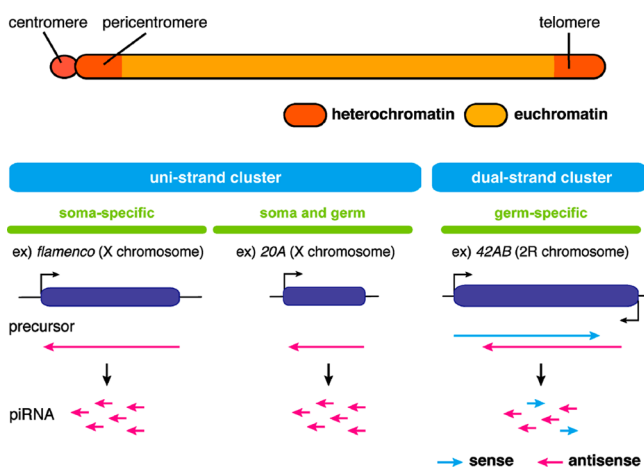 centromere pericentromere telomere
heterochromatin euchromatin
uni-strand cluster dual-strand cluster
soma-specific soma and germ germ-specific
ex) flamenco (X chromosome) ex) 20A (X chromosome) ex) 42AB (2R chromosome)
precursor
piRNA
sense antisense